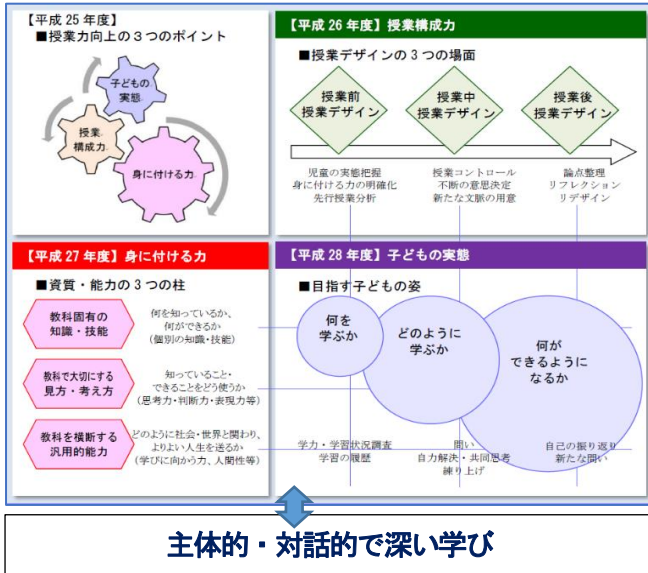 【平成25年度】
■授業力向上の3つのポイント
子どもの
実態
授業
構成力
身に付ける力
【平成26年度】授業構成力
■授業デザインの3つの場面
授業前
授業デザイン
授業中
授業デザイン
授業後
授業デザイン
児童の実態把握
身に付ける力の明確化
先行授業分析
授業コントロール
不断の意思決定
新たな文脈の用意
論点整理
リフレクション
リデザイン
【平成27年度】身に付ける力
■資質・能力の3つの柱
教科固有の
知識・技能
何を知っているか、
何ができるか
(個別の知識・技能)
教科で大切にする
見方・考え方
知っていること・
できることをどう使うか
(思考力・判断力・表現力等)
教科を横断する
汎用的能力
どのように社会・世界と関わり、
よりよい人生を送るか
(学びに向かう力、人間性等)
【平成28年度】子どもの実態
■目指す子どもの姿
何を
学ぶか
どのように
学ぶか
何が
できるように
なるか
学力・学習状況調査
学習の履歴
問い
自力解決・共同思考
練り上げ
自己の振り返り
新たな問い
主体的・対話的で深い学び